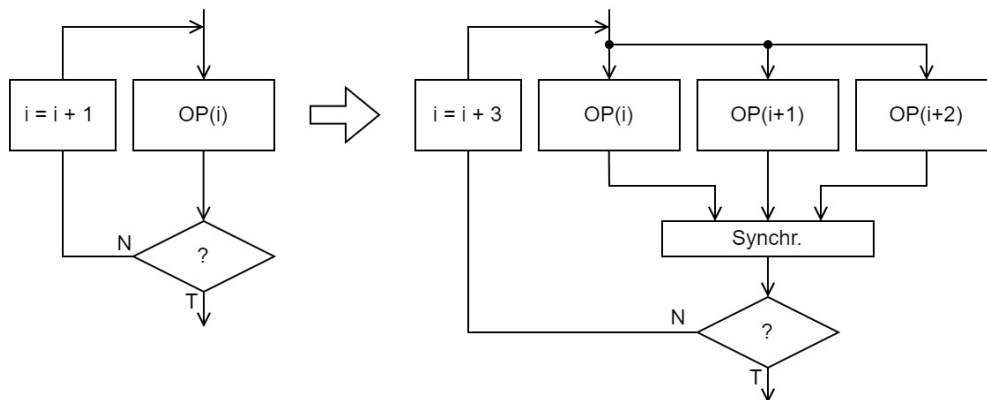 i = i + 1
OP(i)
N
?
T
i = i + 3
OP(i)
OP(i+1)
OP(i+2)
Synchr.
N
?
T